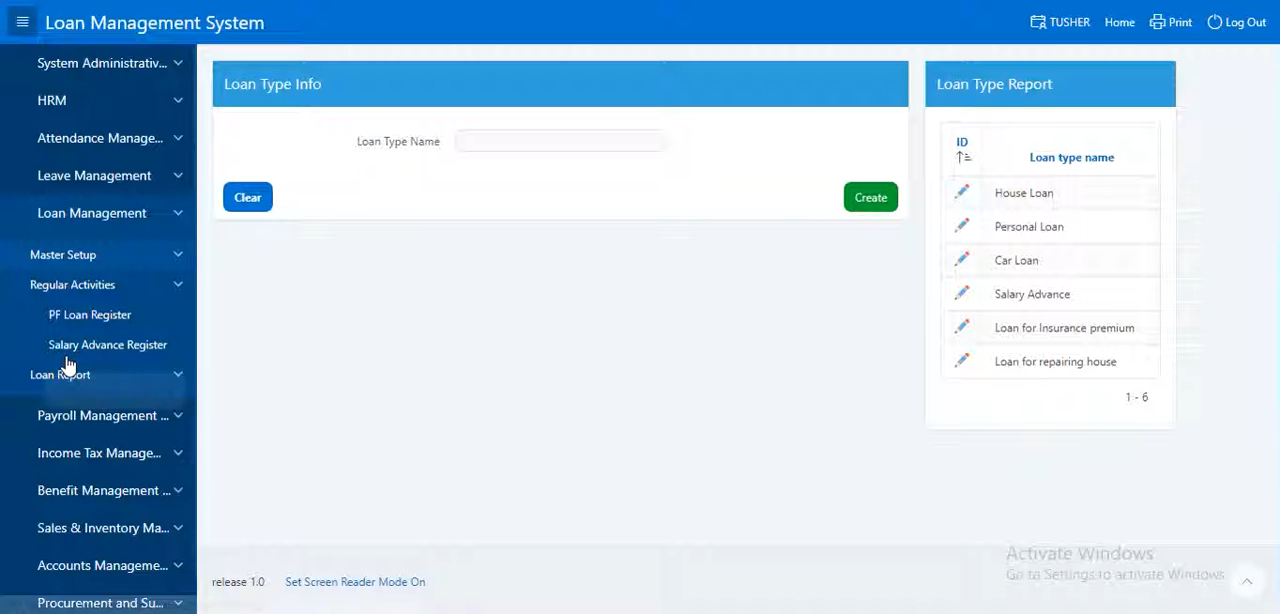 Loan Management System
TUSHER Home Print Log Out
System Administrativ...
HRM
Attendance Manage...
Leave Management
Loan Management
Master Setup
Regular Activities
PF Loan Register
Salary Advance Register
Loan Report
Payroll Management ...
Income Tax Manage...
Benefit Management ...
Sales & Inventory Ma...
Accounts Manageme...
Procurement and Su...
Loan Type Info
Loan Type Name
Clear
Create
Loan Type Report
ID
Loan type name
House Loan
Personal Loan
Car Loan
Salary Advance
Loan for Insurance premium
Loan for repairing house
1 - 6
release 1.0 Set Screen Reader Mode On
Activate Windows
Go to Settings to activate Windows